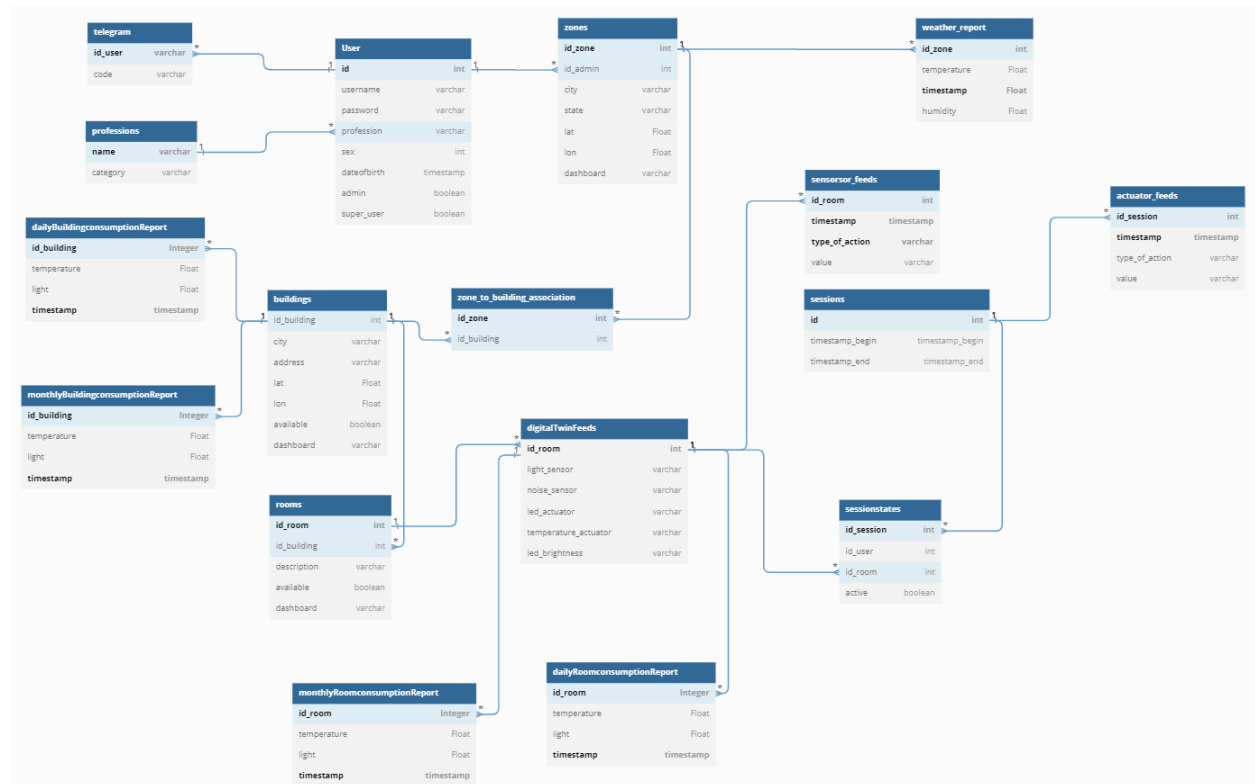 telegram
id_user varchar
code varchar
User
id int
username varchar
password varchar
profession varchar
sex int
dateofbirth timestamp
admin boolean
super_user boolean
zones
id_zone int
id_admin int
city varchar
state varchar
lat Float
lon Float
dashboard varchar
weather_report
id_zone int
temperature Float
timestamp Float
humidity Float
professions
name varchar
category varchar
sensorsor_feeds
id_room int
timestamp timestamp
type_of_action varchar
value varchar
actuator_feeds
id_session int
timestamp timestamp
type_of_action varchar
value varchar
dailyBuildingconsumptionReport
id_building Integer
temperature Float
light Float
timestamp timestamp
buildings
id_building int
city varchar
address varchar
lat Float
lon Float
available boolean
dashboard varchar
zone_to_building_association
id_zone int
id_building int
sessions
id int
timestamp_begin timestamp_begin
timestamp_end timestamp_end
monthlyBuildingconsumptionReport
id_building Integer
temperature Float
light Float
timestamp timestamp
digitalTwinFeeds
id_room int
light_sensor varchar
noise_sensor varchar
led_actuator varchar
temperature_actuator varchar
led_brightness varchar
rooms
id_room int
id_building int
description varchar
available boolean
dashboard varchar
sessionstates
id_session int
id_user int
id_room int
active boolean
monthlyRoomconsumptionReport
id_room Integer
temperature Float
light Float
timestamp timestamp
dailyRoomconsumptionReport
id_room Integer
temperature Float
light Float
timestamp timestamp